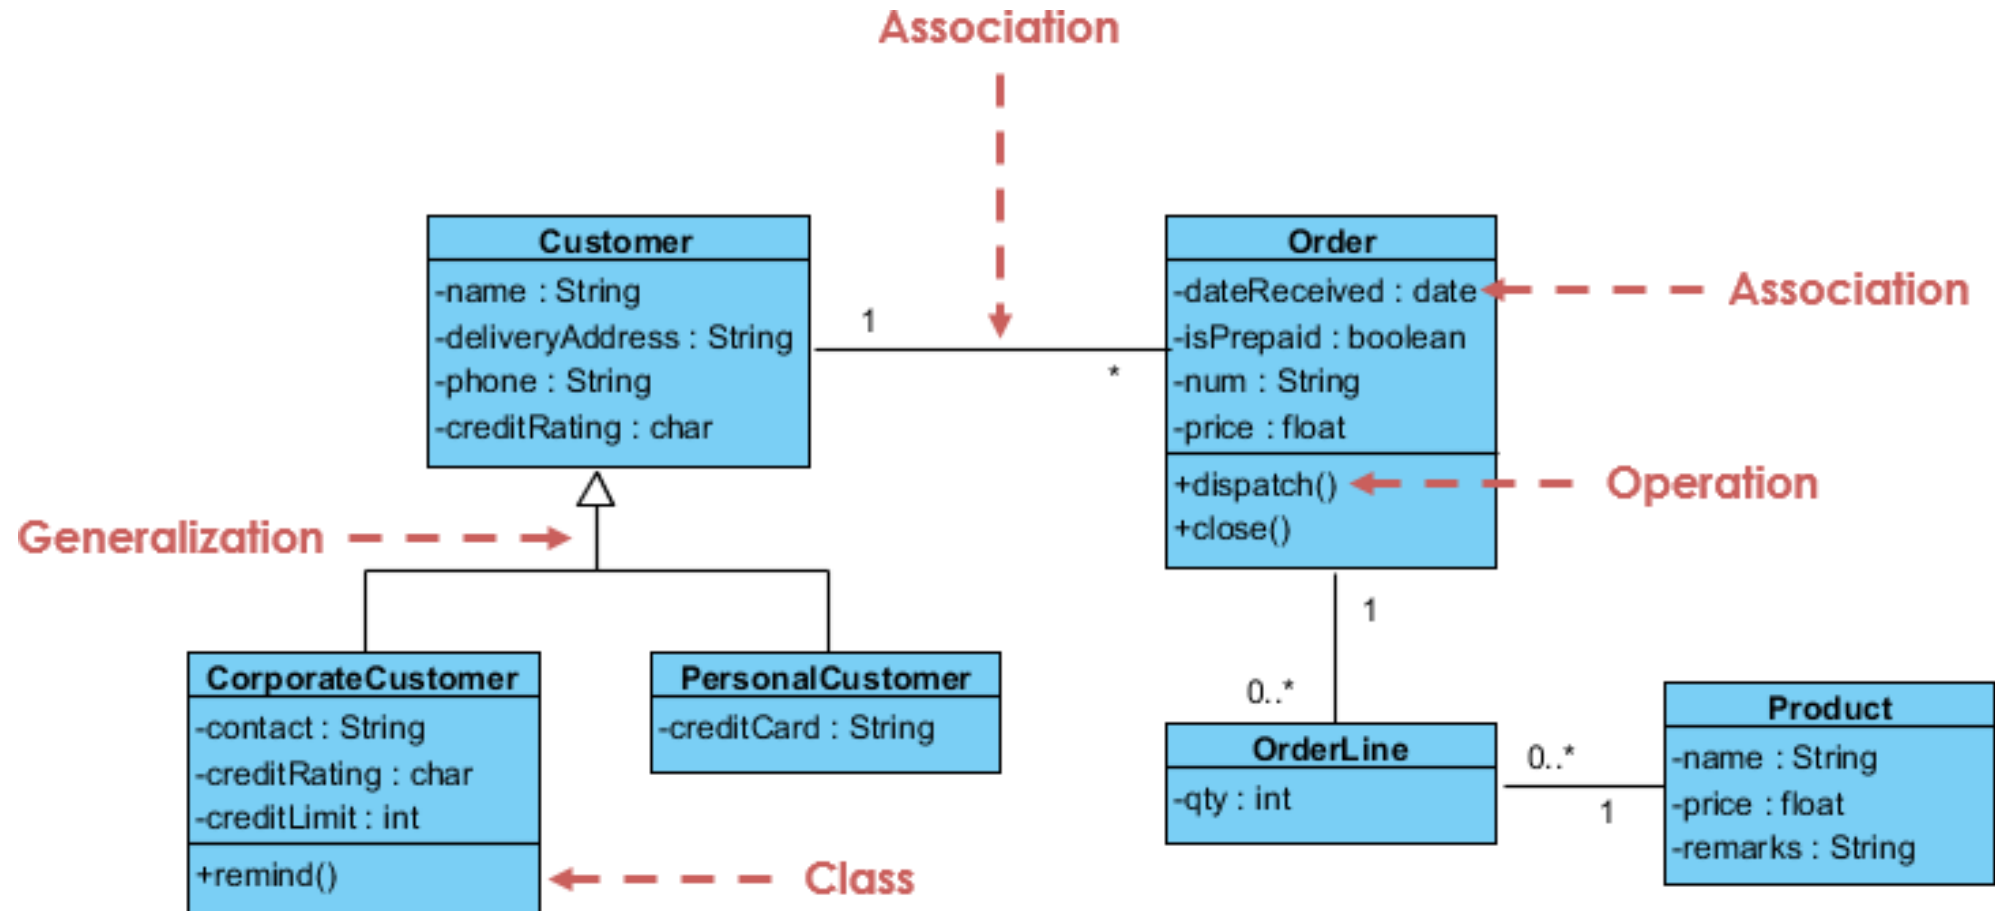 Association
Customer
-name : String
-deliveryAddress : String
-phone : String
-creditRating : char
1
*
Order
-dateReceived : date
-isPrepaid : boolean
-num : String
-price : float
+dispatch()
+close()
Association
Operation
Generalization
CorporateCustomer
-contact : String
-creditRating : char
-creditLimit : int
+remind()
Class
PersonalCustomer
-creditCard : String
1
0..*
OrderLine
-qty : int
0..*
1
Product
-name : String
-price : float
-remarks : String